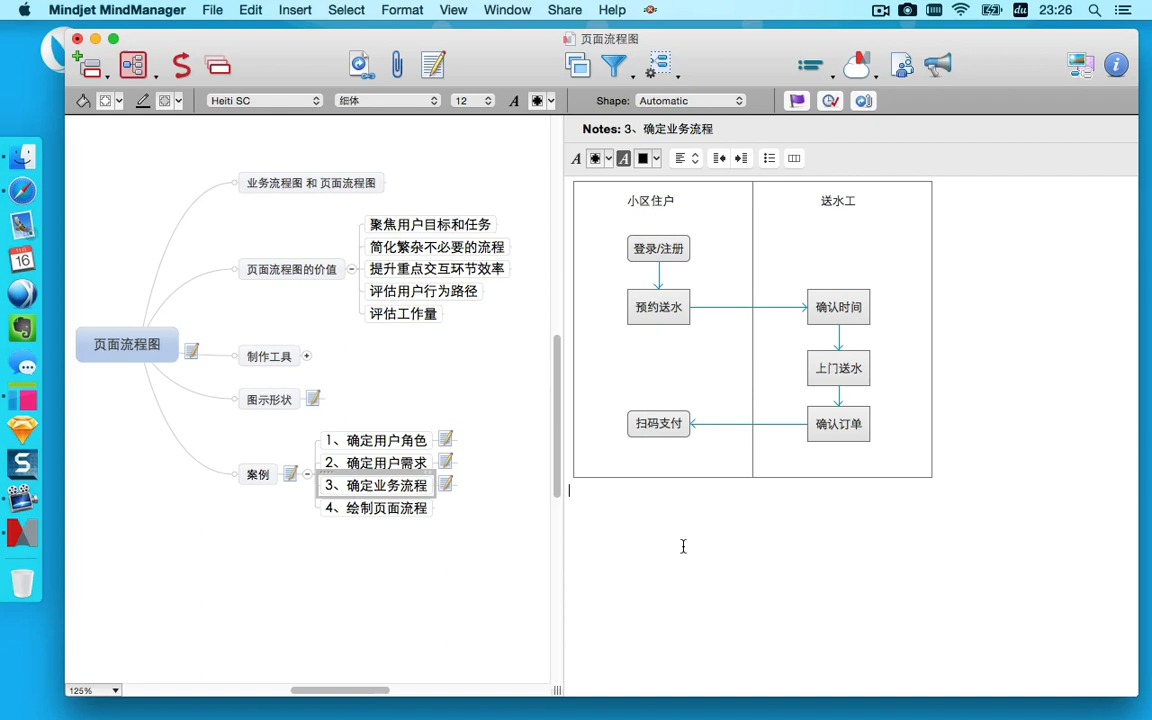 Mindjet MindManager File Edit Insert Select Format View Window Share Help
du 23:26
页面流程图
Heiti SC 细体 12 A Shape: Automatic
Notes: 3、确定业务流程
A A
业务流程图 和 页面流程图
页面流程图的价值
聚焦用户目标和任务
简化繁杂不必要的流程
提升重点交互环节效率
评估用户行为路径
评估工作量
页面流程图
制作工具
图示形状
案例
1、确定用户角色
2、确定用户需求
3、确定业务流程
4、绘制页面流程
小区住户 送水工
登录/注册
预约送水 确认时间
上门送水
扫码支付 确认订单
16
125%